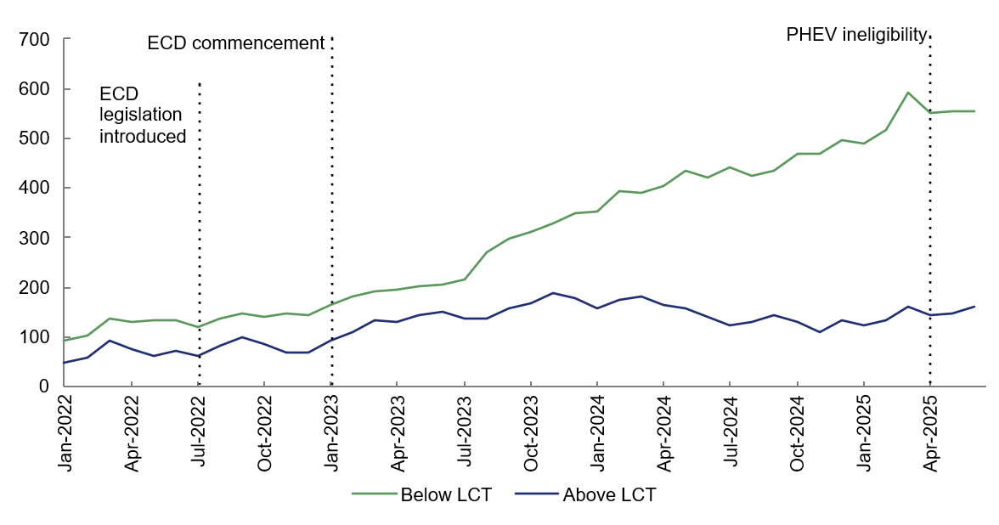 ECD commencement
PHEV ineligibility
ECD
legislation
introduced
700
600
500
400
300
200
100
0
Jan-2022
Apr-2022
Jul-2022
Oct-2022
Jan-2023
Apr-2023
Jul-2023
Oct-2023
Jan-2024
Apr-2024
Jul-2024
Oct-2024
Jan-2025
Apr-2025
Below LCT
Above LCT